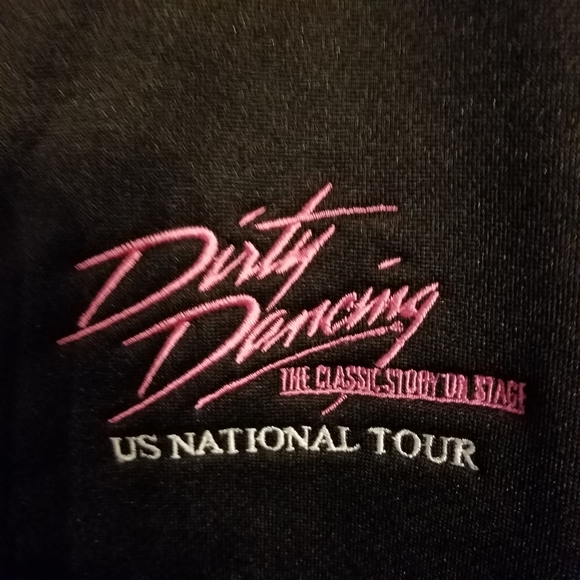 Dirty
Dancing
THE CLASSIC STORY ON STAGE
US NATIONAL TOUR